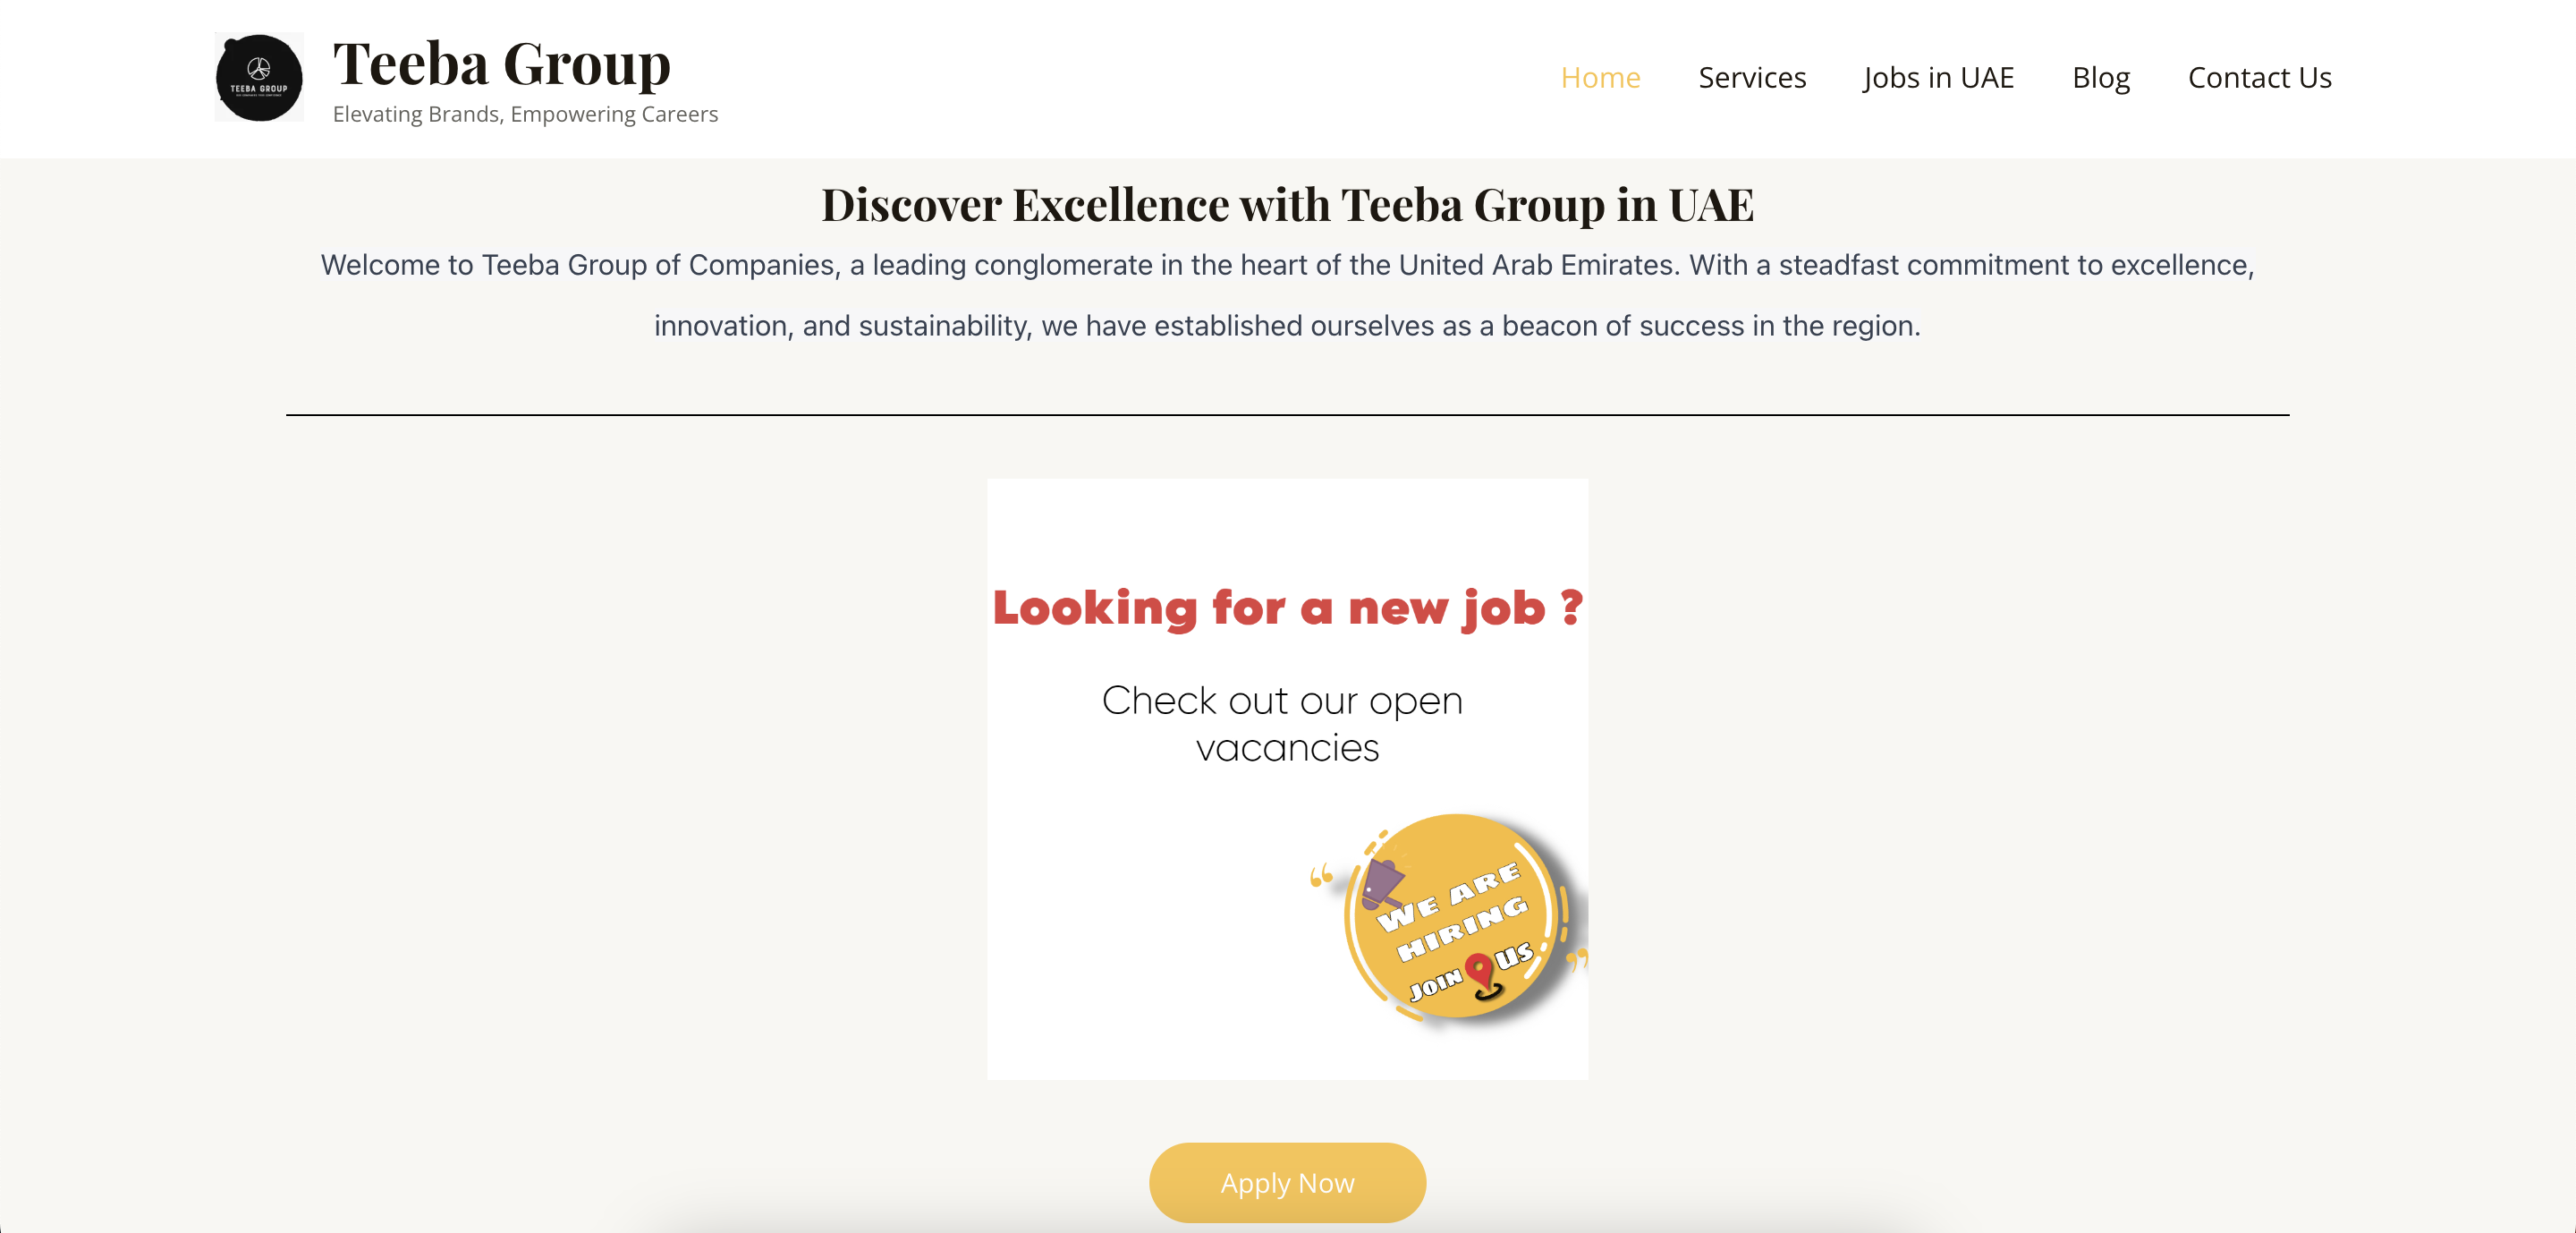 TEEBA GROUP
Teeba Group
Elevating Brands, Empowering Careers
Home
Services
Jobs in UAE
Blog
Contact Us
Discover Excellence with Teeba Group in UAE
Welcome to Teeba Group of Companies, a leading conglomerate in the heart of the United Arab Emirates. With a steadfast commitment to excellence,
innovation, and sustainability, we have established ourselves as a beacon of success in the region.
Looking for a new job ?
Check out our open
vacancies
“
WE ARE
HIRING
JOIN US
”
Apply Now